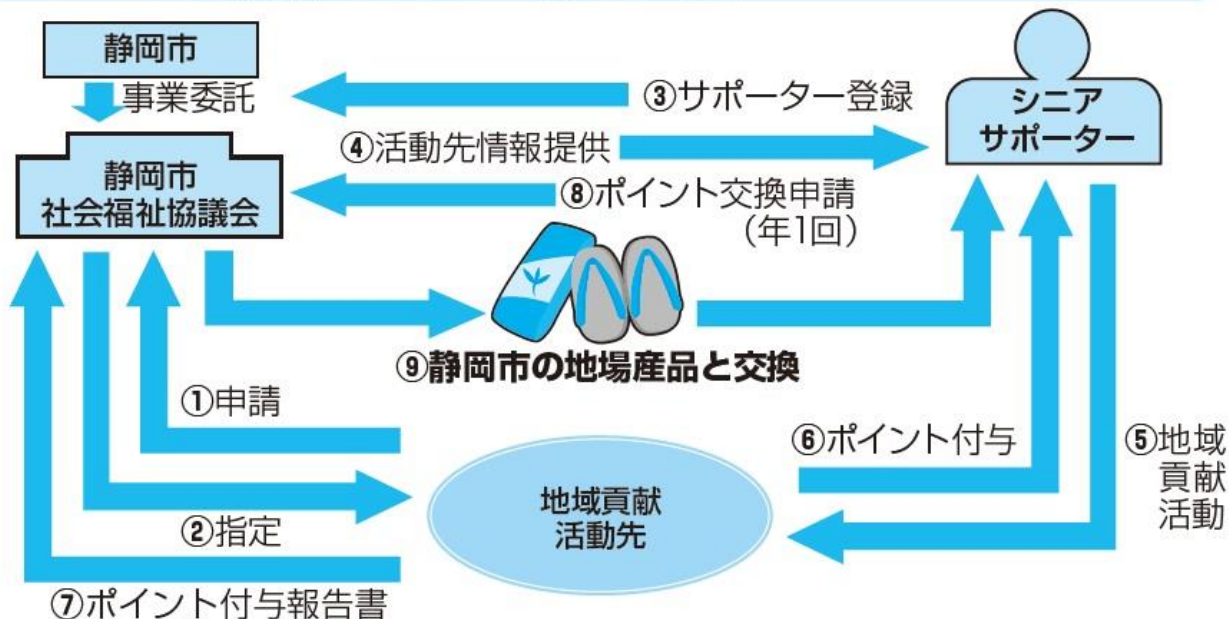 静岡市
事業委託
静岡市
社会福祉協議会
③サポーター登録
④活動先情報提供
⑧ポイント交換申請
(年1回)
シニア
サポーター
⑨静岡市の地場産品と交換
①申請
②指定
⑦ポイント付与報告書
地域貢献
活動先
⑥ポイント付与
⑤地域
貢献
活動